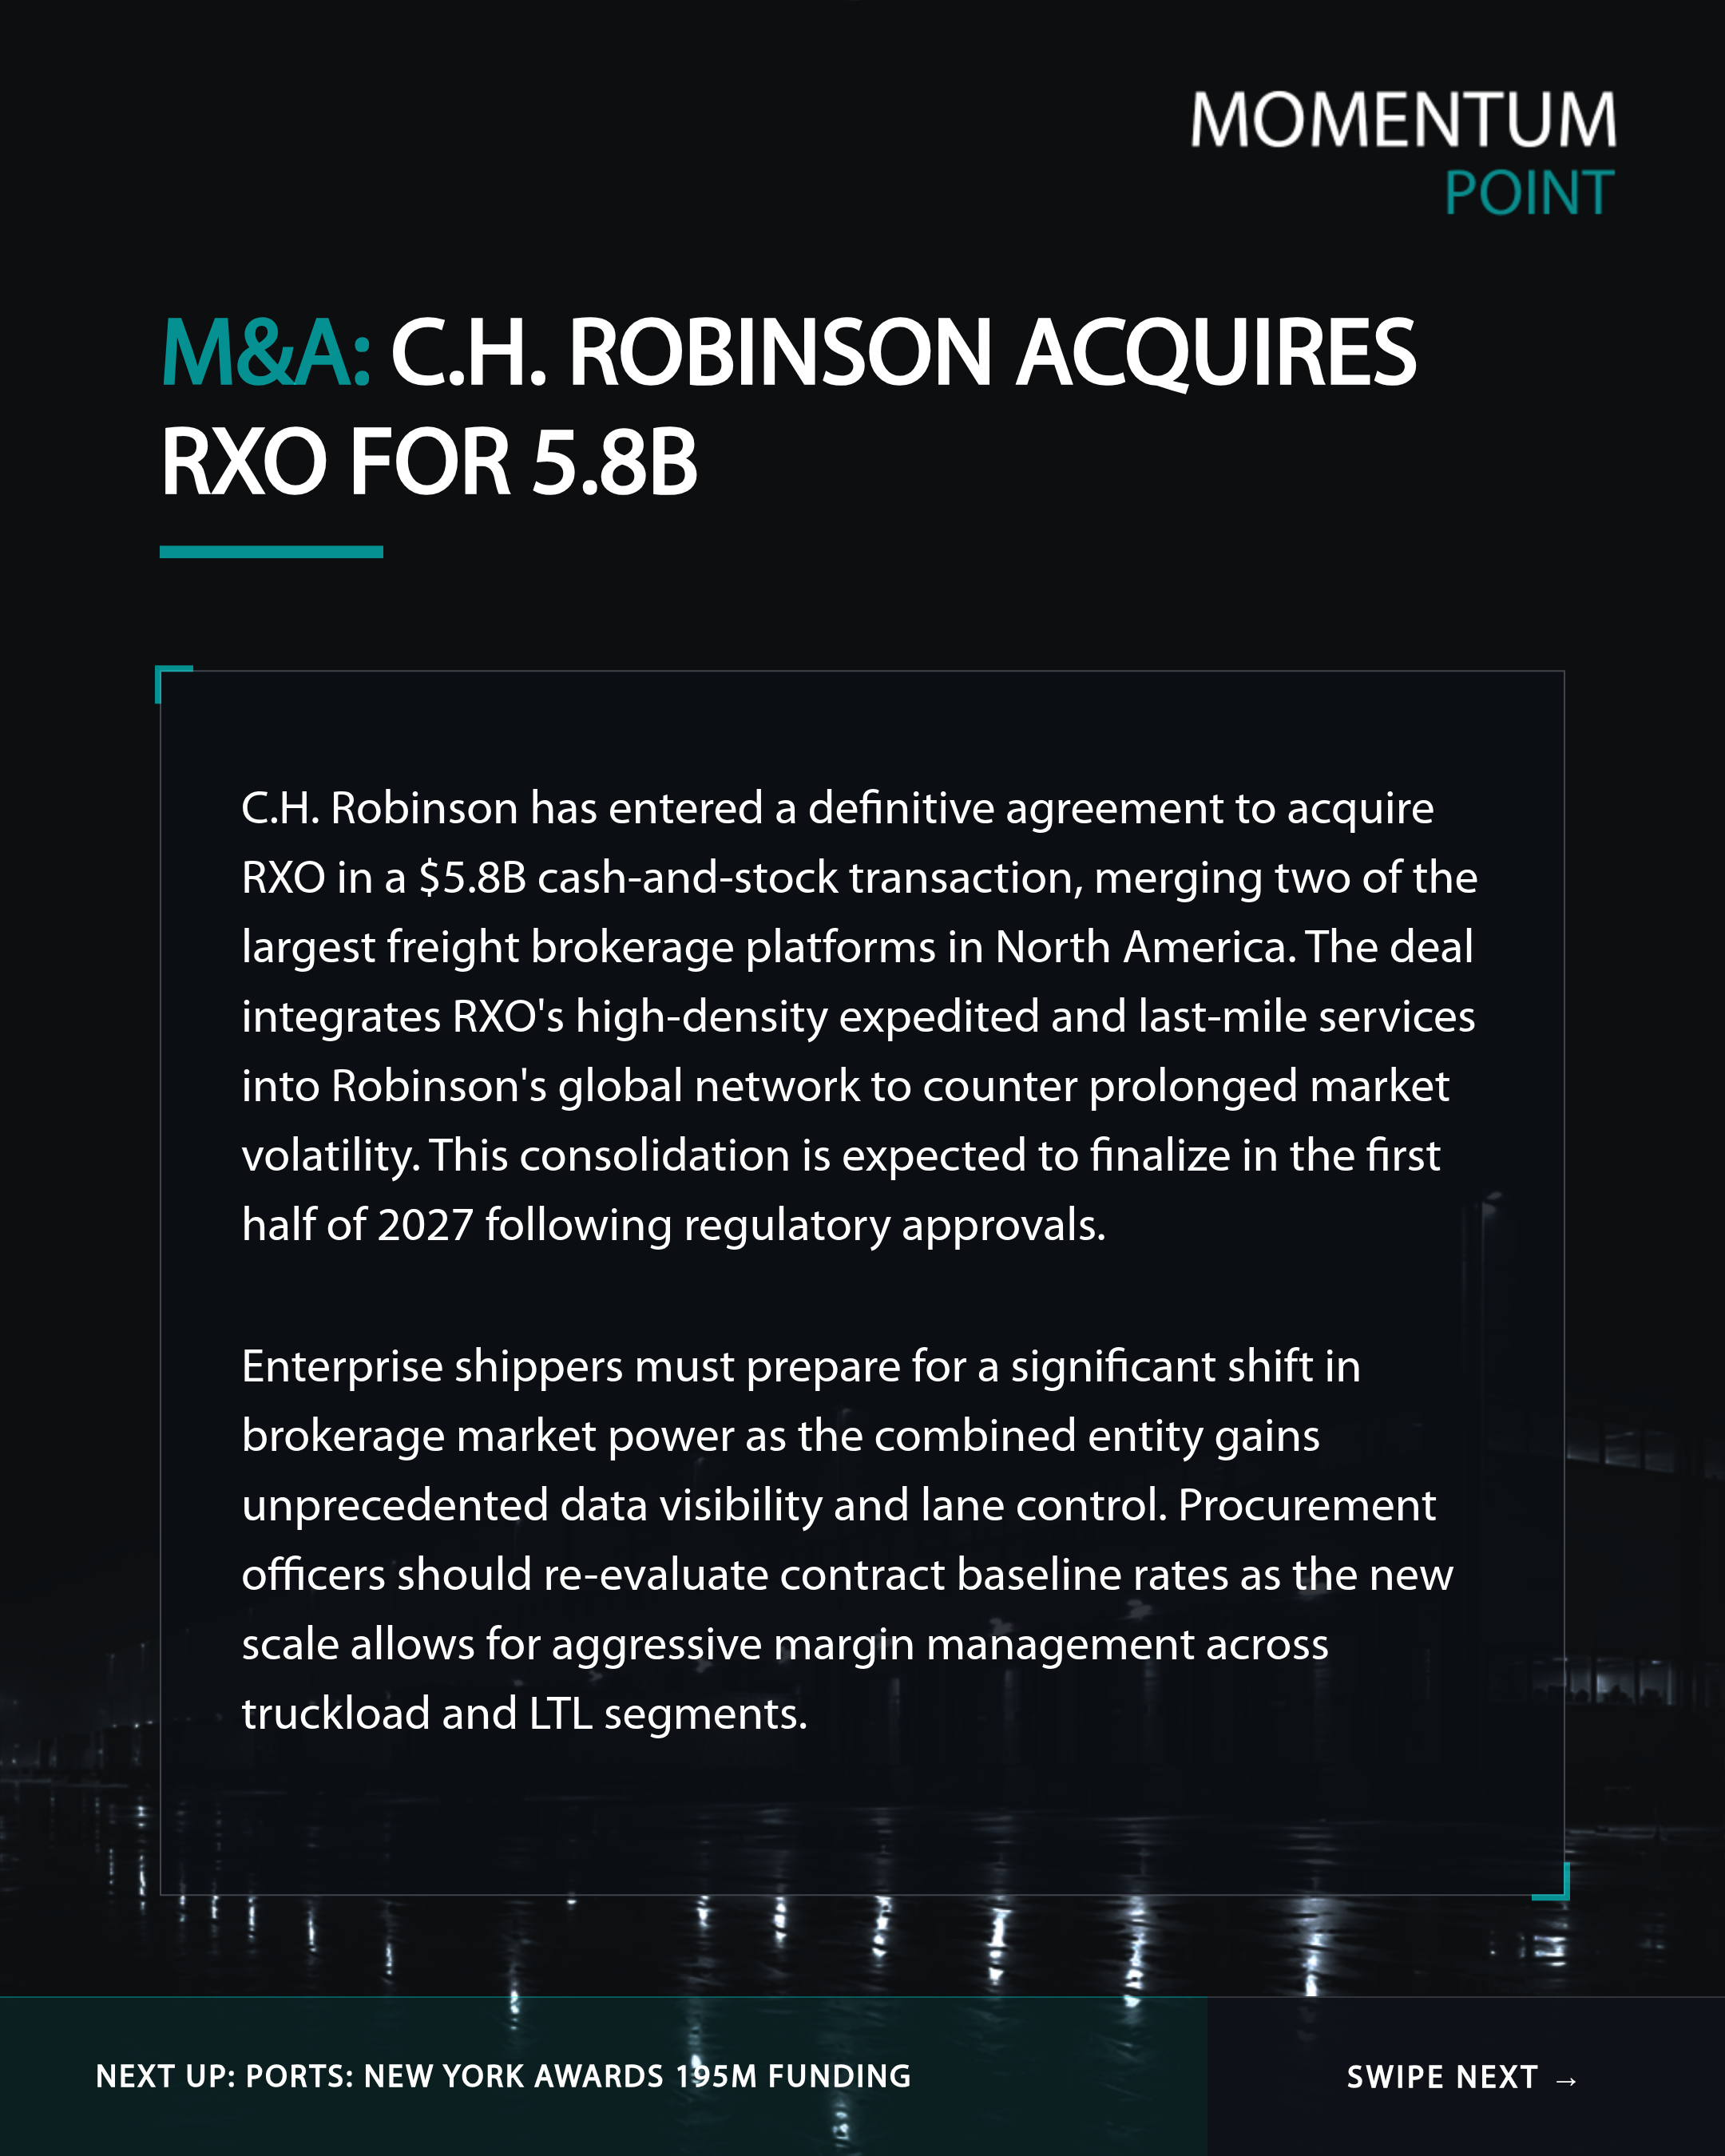 MOMENTUM
POINT
M&A: C.H. ROBINSON ACQUIRES
RXO FOR 5.8B
C.H. Robinson has entered a definitive agreement to acquire
RXO in a $5.8B cash-and-stock transaction, merging two of the
largest freight brokerage platforms in North America. The deal
integrates RXO's high-density expedited and last-mile services
into Robinson's global network to counter prolonged market
volatility. This consolidation is expected to finalize in the first
half of 2027 following regulatory approvals.
Enterprise shippers must prepare for a significant shift in
brokerage market power as the combined entity gains
unprecedented data visibility and lane control. Procurement
officers should re-evaluate contract baseline rates as the new
scale allows for aggressive margin management across
truckload and LTL segments.
NEXT UP: PORTS: NEW YORK AWARDS 195M FUNDING
SWIPE NEXT →